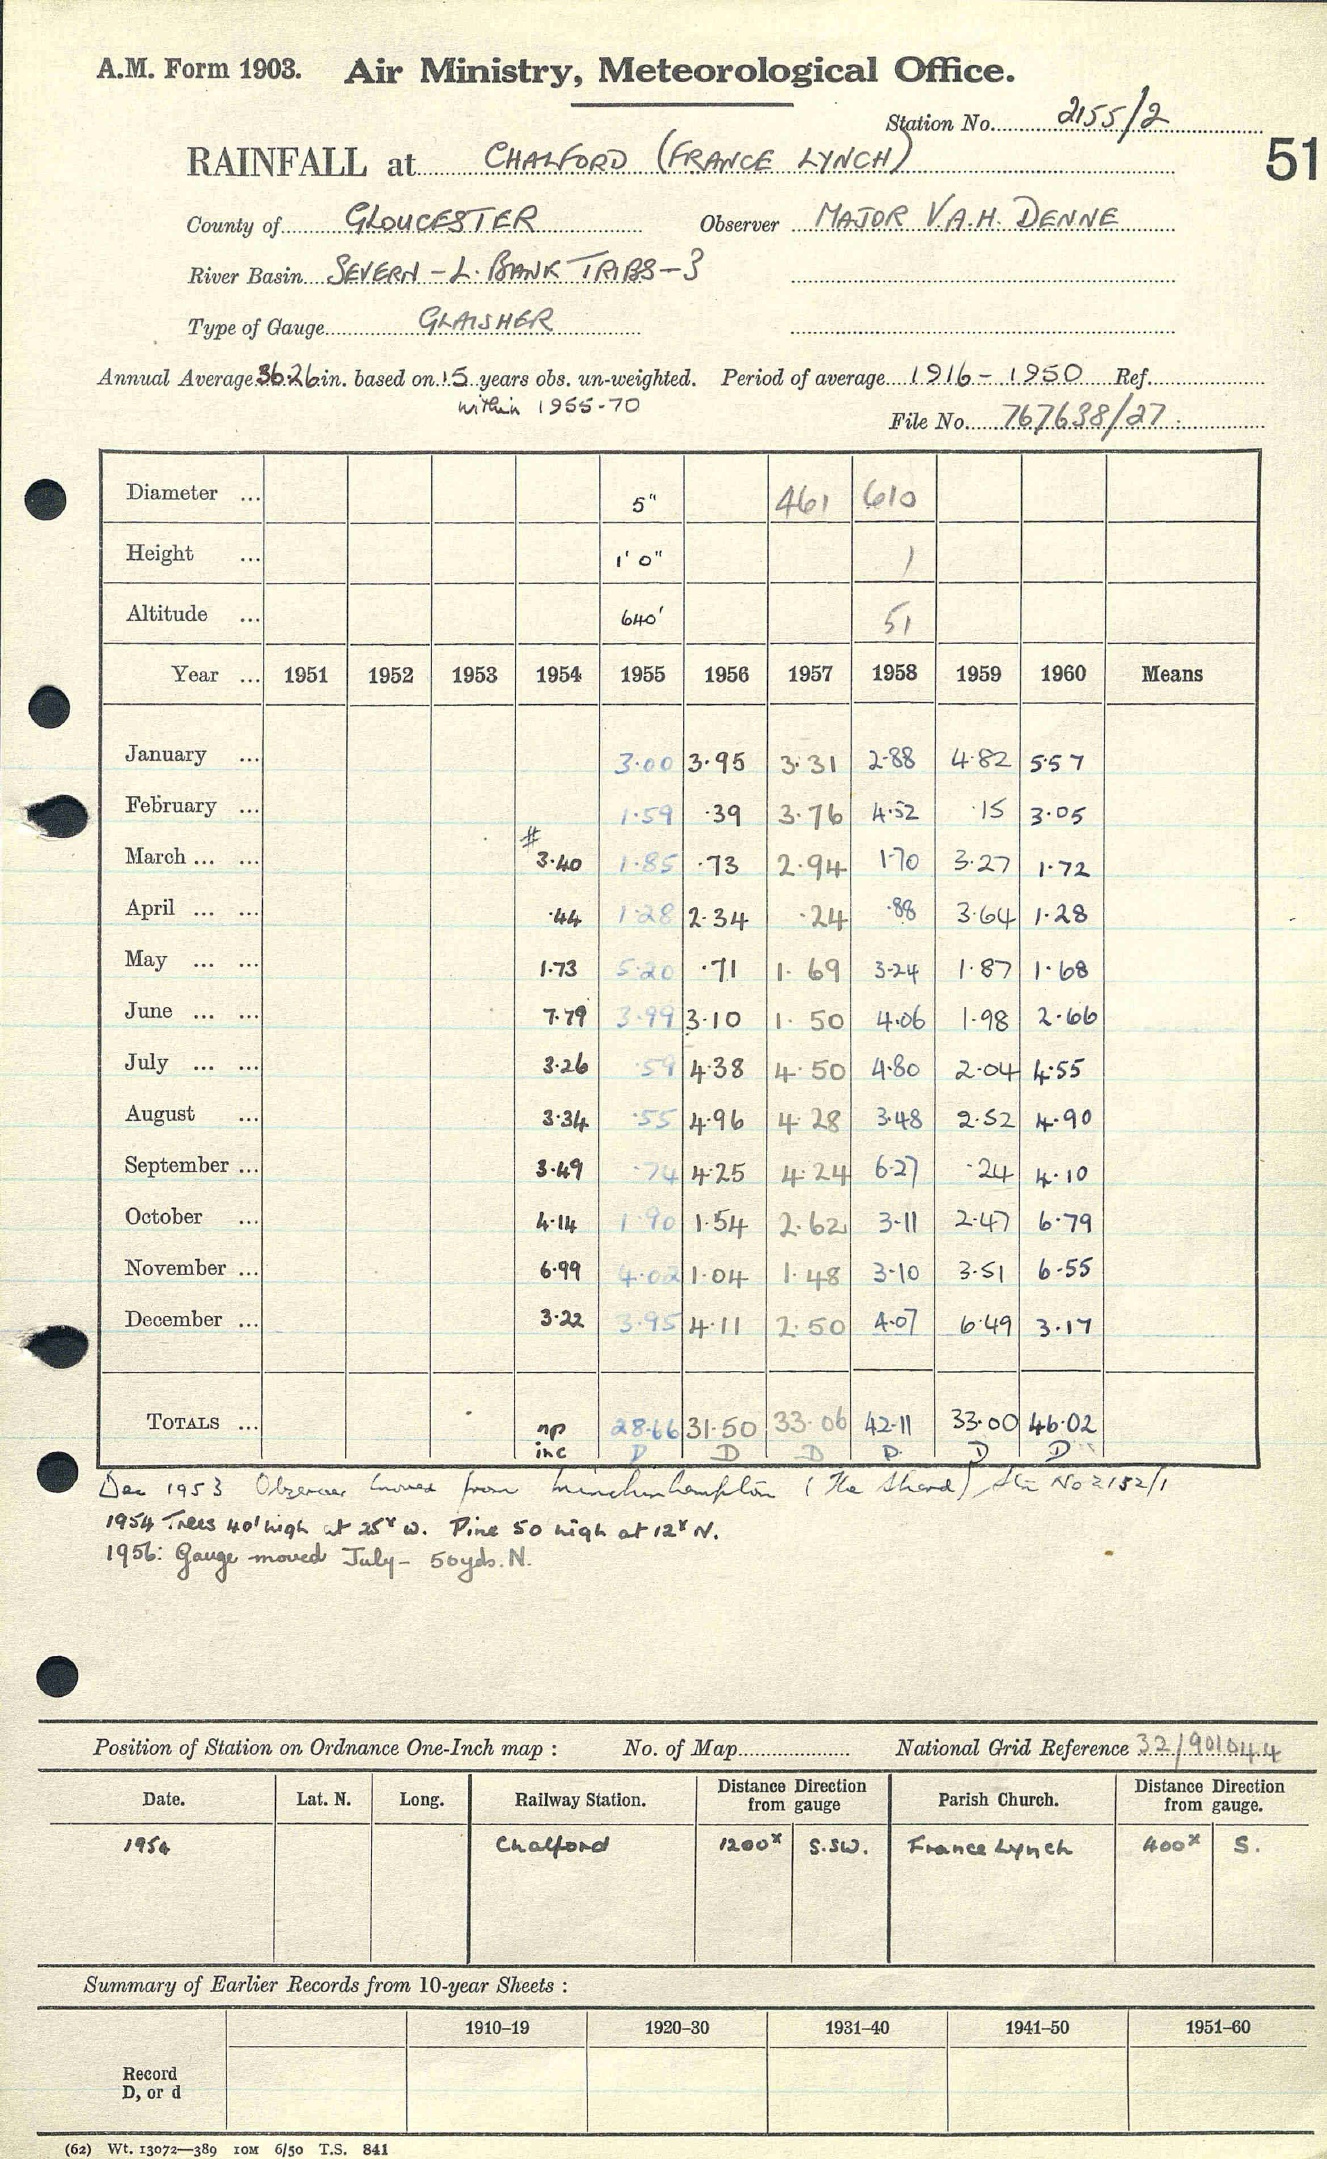 A.M. Form 1903. Air Ministry, Meteorological Office.
Station No. 2155/2
RAINFALL at CHALFORD (FRANCE LYNCH)
51
County of GLOUCESTER Observer MAJOR V.A.H. DENNE
River Basin SEVERN - L. BANK TRIBS - 3
Type of Gauge GLAISHER
Annual Average 36.26 in. based on 15 years obs. un-weighted. Period of average 1916 - 1950 Ref.
within 1955-70
File No. 767638/27
Diameter ... 5" 461 610
Height ... 1' 0" 1
Altitude ... 640' 51
Year ... 1951 1952 1953 1954 1955 1956 1957 1958 1959 1960 Means
January ... 3.00 3.95 3.31 2.88 4.82 5.57
February ... 1.59 .39 3.76 4.52 .15 3.05
#
March ... ... 3.40 1.85 .73 2.94 1.70 3.27 1.72
April ... ... .44 1.28 2.34 .24 .88 3.64 1.28
May ... ... 1.73 5.20 .71 1.69 3.24 1.87 1.68
June ... ... 7.79 3.99 3.10 1.50 4.06 1.98 2.66
July ... ... 3.26 .59 4.38 4.50 4.80 2.04 4.55
August ... 3.34 .55 4.96 4.28 3.48 2.52 4.90
September ... 3.49 .74 4.25 4.24 6.27 .24 4.10
October ... 4.14 1.90 1.54 2.62 3.11 2.47 6.79
November ... 6.99 4.02 1.04 1.48 3.10 3.51 6.55
December ... 3.22 3.95 4.11 2.50 4.07 6.49 3.17
TOTALS ... np 28.66 31.50 33.06 42.11 33.00 46.02
inc D D D D D D
Dec 1953 Observer moved from Minchinhampton (The Shard) Stn No 2152/1
1954 Trees 40' high at 25x W. Pine 50 high at 12x N.
1956: Gauge moved July - 50yds. N.
Position of Station on Ordnance One-Inch map : No. of Map National Grid Reference 32/901044
Date. Lat. N. Long. Railway Station. Distance Direction from gauge Parish Church. Distance Direction from gauge.
1954 Chalford 1200x S.SW. France Lynch 400x S.
Summary of Earlier Records from 10-year Sheets :
1910–19 1920–30 1931–40 1941–50 1951–60
Record
D, or d
(62) Wt. 13072—389 10M 6/50 T.S. 841